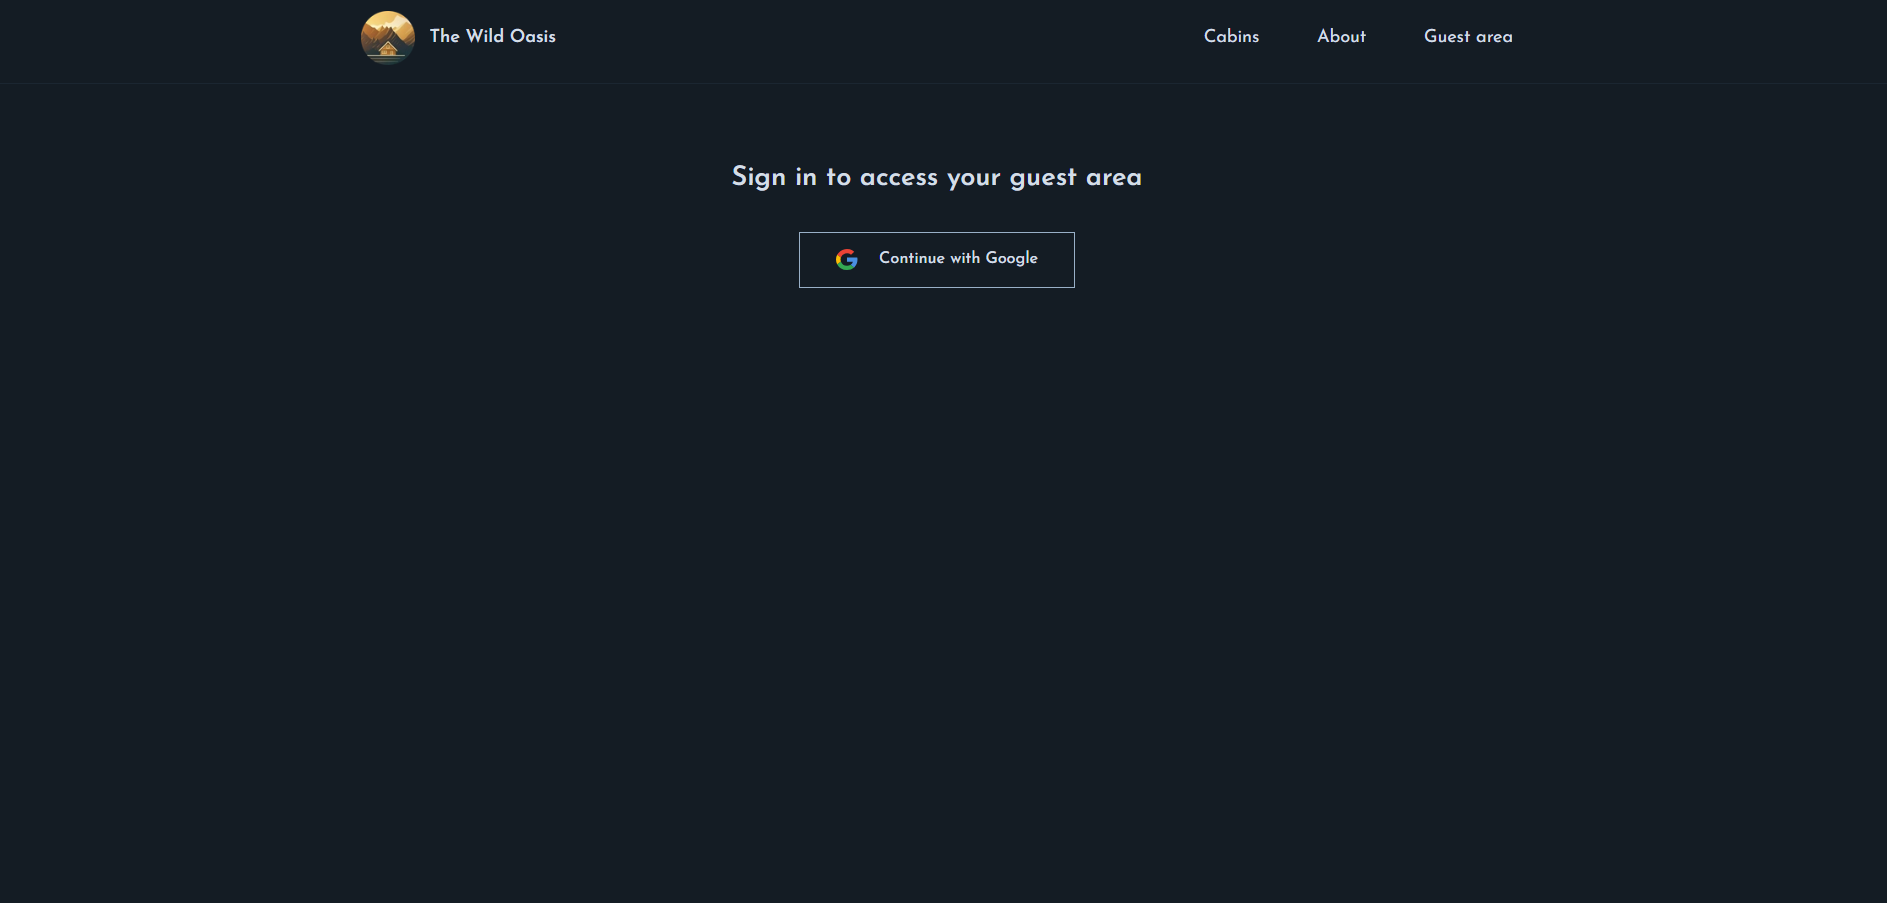 The Wild Oasis
Cabins
About
Guest area
Sign in to access your guest area
Continue with Google